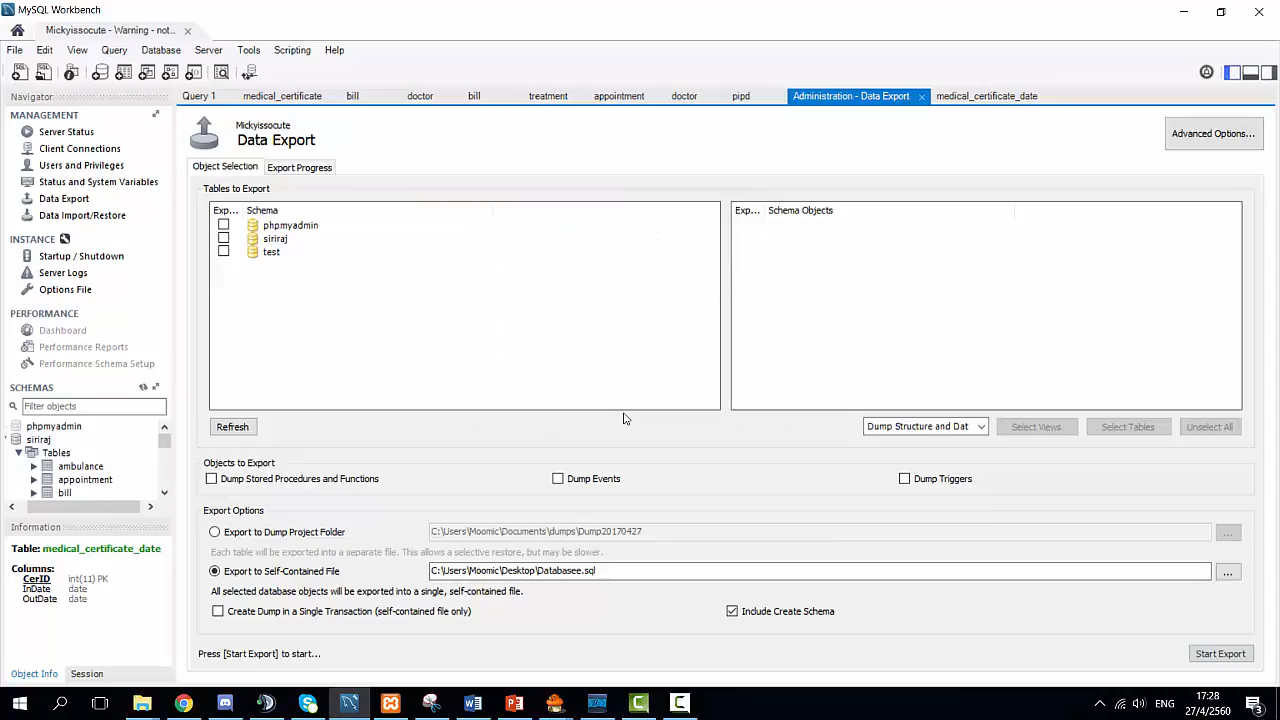 MySQL Workbench
Mickyissocute - Warning - not...
File Edit View Query Database Server Tools Scripting Help
Navigator
Query 1 medical_certificate bill doctor bill treatment appointment doctor pipd Administration - Data Export medical_certificate_date
MANAGEMENT
Server Status
Client Connections
Users and Privileges
Status and System Variables
Data Export
Data Import/Restore
INSTANCE
Startup / Shutdown
Server Logs
Options File
PERFORMANCE
Dashboard
Performance Reports
Performance Schema Setup
SCHEMAS
Filter objects
phpmyadmin
siriraj
Tables
ambulance
appointment
bill
Information
Table: medical_certificate_date
Columns:
CerID int(11) PK
InDate date
OutDate date
Object Info Session
Mickyissocute
Data Export
Advanced Options...
Object Selection Export Progress
Tables to Export
Exp... Schema
phpmyadmin
siriraj
test
Exp... Schema Objects
Refresh
Dump Structure and Dat
Select Views
Select Tables
Unselect All
Objects to Export
Dump Stored Procedures and Functions
Dump Events
Dump Triggers
Export Options
Export to Dump Project Folder
C:\Users\Moomic\Documents\dumps\Dump20170427
...
Each table will be exported into a separate file. This allows a selective restore, but may be slower.
Export to Self-Contained File
C:\Users\Moomic\Desktop\Databasee.sql
...
All selected database objects will be exported into a single, self-contained file.
Create Dump in a Single Transaction (self-contained file only)
Include Create Schema
Press [Start Export] to start...
Start Export
ENG
17:28
27/4/2560
3